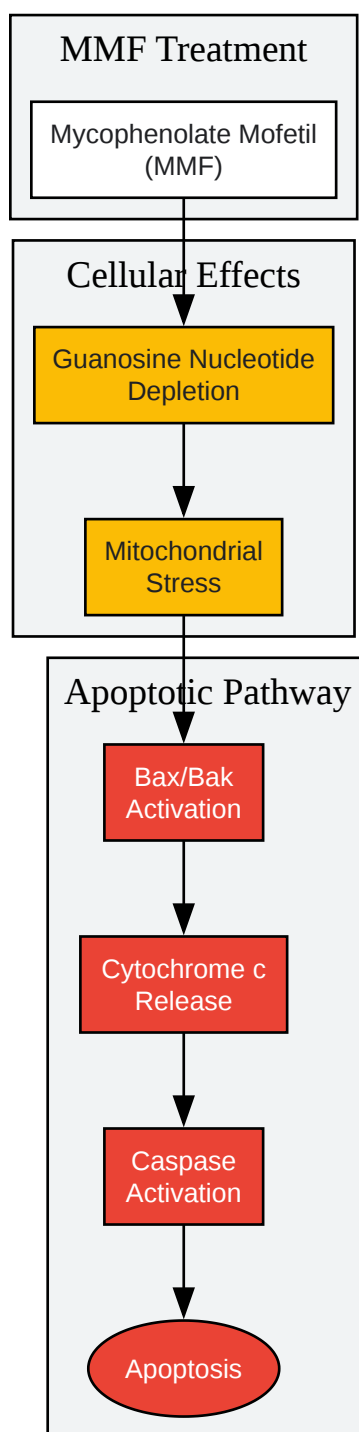 MMF Treatment
Mycophenolate Mofetil
(MMF)
Cellular Effects
Guanosine Nucleotide
Depletion
Mitochondrial
Stress
Apoptotic Pathway
Bax/Bak
Activation
Cytochrome c
Release
Caspase
Activation
Apoptosis